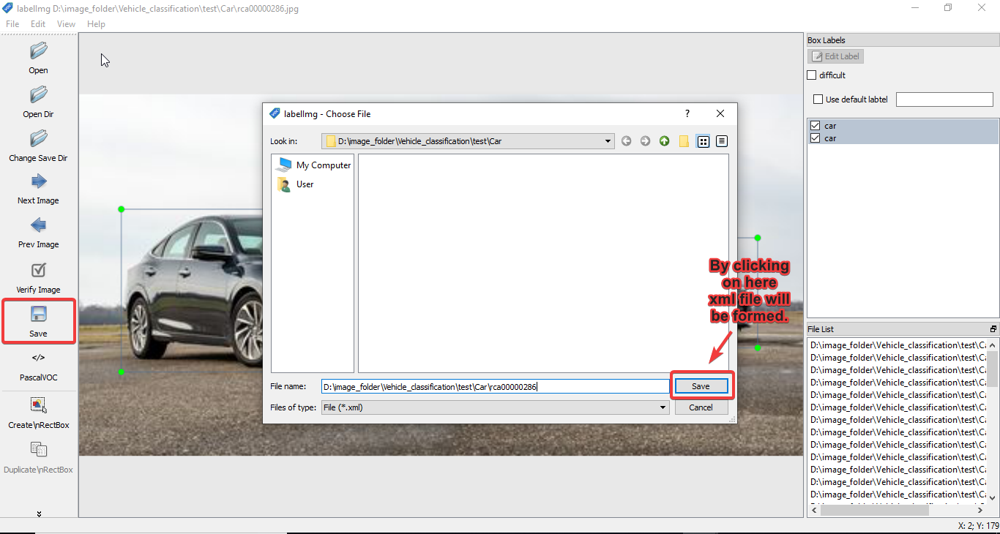 labelImg D:\image_folder\Vehicle_classification\test\Car\rca00000286.jpg
File Edit View Help
Open
Open Dir
Change Save Dir
Next Image
Prev Image
Verify Image
Save
</>
PascalVOC
Create\nRectBox
Duplicate\nRectBox
labelImg - Choose File
?
Look in:
D:\image_folder\Vehicle_classification\test\Car
My Computer
User
By clicking
on here
xml file will
be formed.
File name:
D:\image_folder\Vehicle_classification\test\Car\rca00000286
Save
Files of type:
File (*.xml)
Cancel
Box Labels
Edit Label
difficult
Use default labtel
car
car
File List
D:\image_folder\Vehicle_classification\test\Ca
D:\image_folder\Vehicle_classification\test\Ca
D:\image_folder\Vehicle_classification\test\Ca
D:\image_folder\Vehicle_classification\test\Ca
D:\image_folder\Vehicle_classification\test\Ca
D:\image_folder\Vehicle_classification\test\Ca
D:\image_folder\Vehicle_classification\test\Ca
D:\image_folder\Vehicle_classification\test\Ca
D:\image_folder\Vehicle_classification\test\Ca
D:\image_folder\Vehicle_classification\test\Ca
D:\image_folder\Vehicle_classification\test\Ca
D:\image_folder\Vehicle_classification\test\Ca
D:\image_folder\Vehicle_classification\test\Ca
X: 2; Y: 179